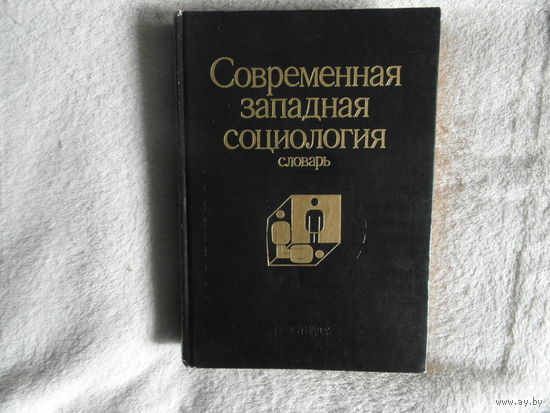 Современная
западная
социология
словарь
www.ay.by